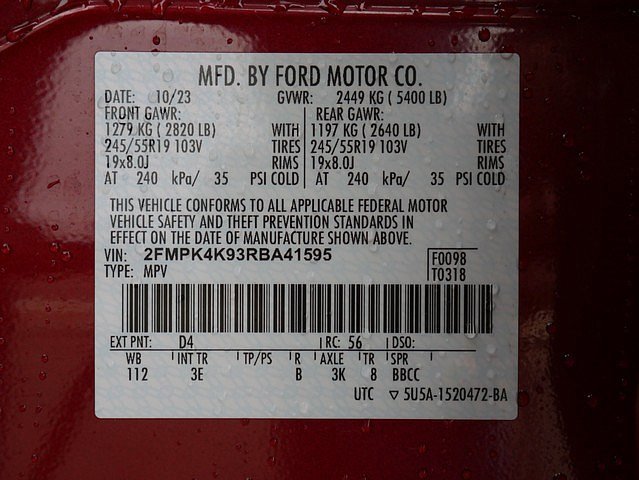 MFD. BY FORD MOTOR CO.
DATE: 10/23 GVWR: 2449 KG ( 5400 LB)
FRONT GAWR: REAR GAWR:
1279 KG ( 2820 LB) WITH 1197 KG ( 2640 LB) WITH
245/55R19 103V TIRES 245/55R19 103V TIRES
19x8.0J RIMS 19x8.0J RIMS
AT 240 kPa/ 35 PSI COLD AT 240 kPa/ 35 PSI COLD
THIS VEHICLE CONFORMS TO ALL APPLICABLE FEDERAL MOTOR
VEHICLE SAFETY AND THEFT PREVENTION STANDARDS IN
EFFECT ON THE DATE OF MANUFACTURE SHOWN ABOVE.
VIN: 2FMPK4K93RBA41595 F0098
TYPE: MPV T0318
EXT PNT: D4 RC: 56 DSO:
WB INT TR TP/PS R AXLE TR SPR
112 3E B 3K 8 BBCC
UTC ▽ 5U5A-1520472-BA